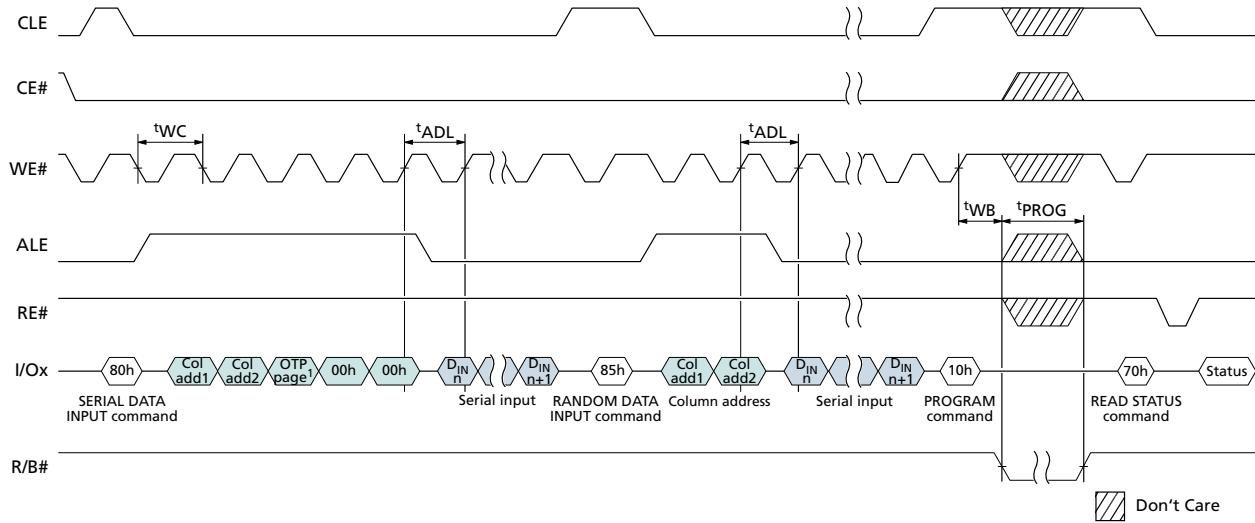 CLE
CE#
tWC
tADL
tADL
WE#
tWB
tPROG
ALE
RE#
I/Ox
80h
Col
add1
Col
add2
OTP
page1
00h
00h
DIN
n
DIN
n+1
85h
Col
add1
Col
add2
DIN
n
DIN
n+1
10h
70h
Status
SERIAL DATA
INPUT command
Serial input
RANDOM DATA
INPUT command
Column address
Serial input
PROGRAM
command
READ STATUS
command
R/B#
Don't Care